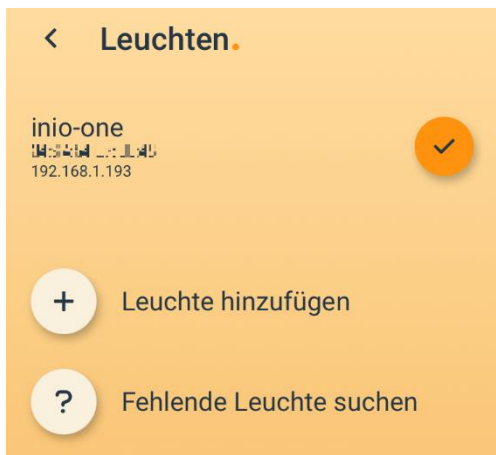 Leuchten.
inio-one
192.168.1.193
Leuchte hinzufügen
?
Fehlende Leuchte suchen